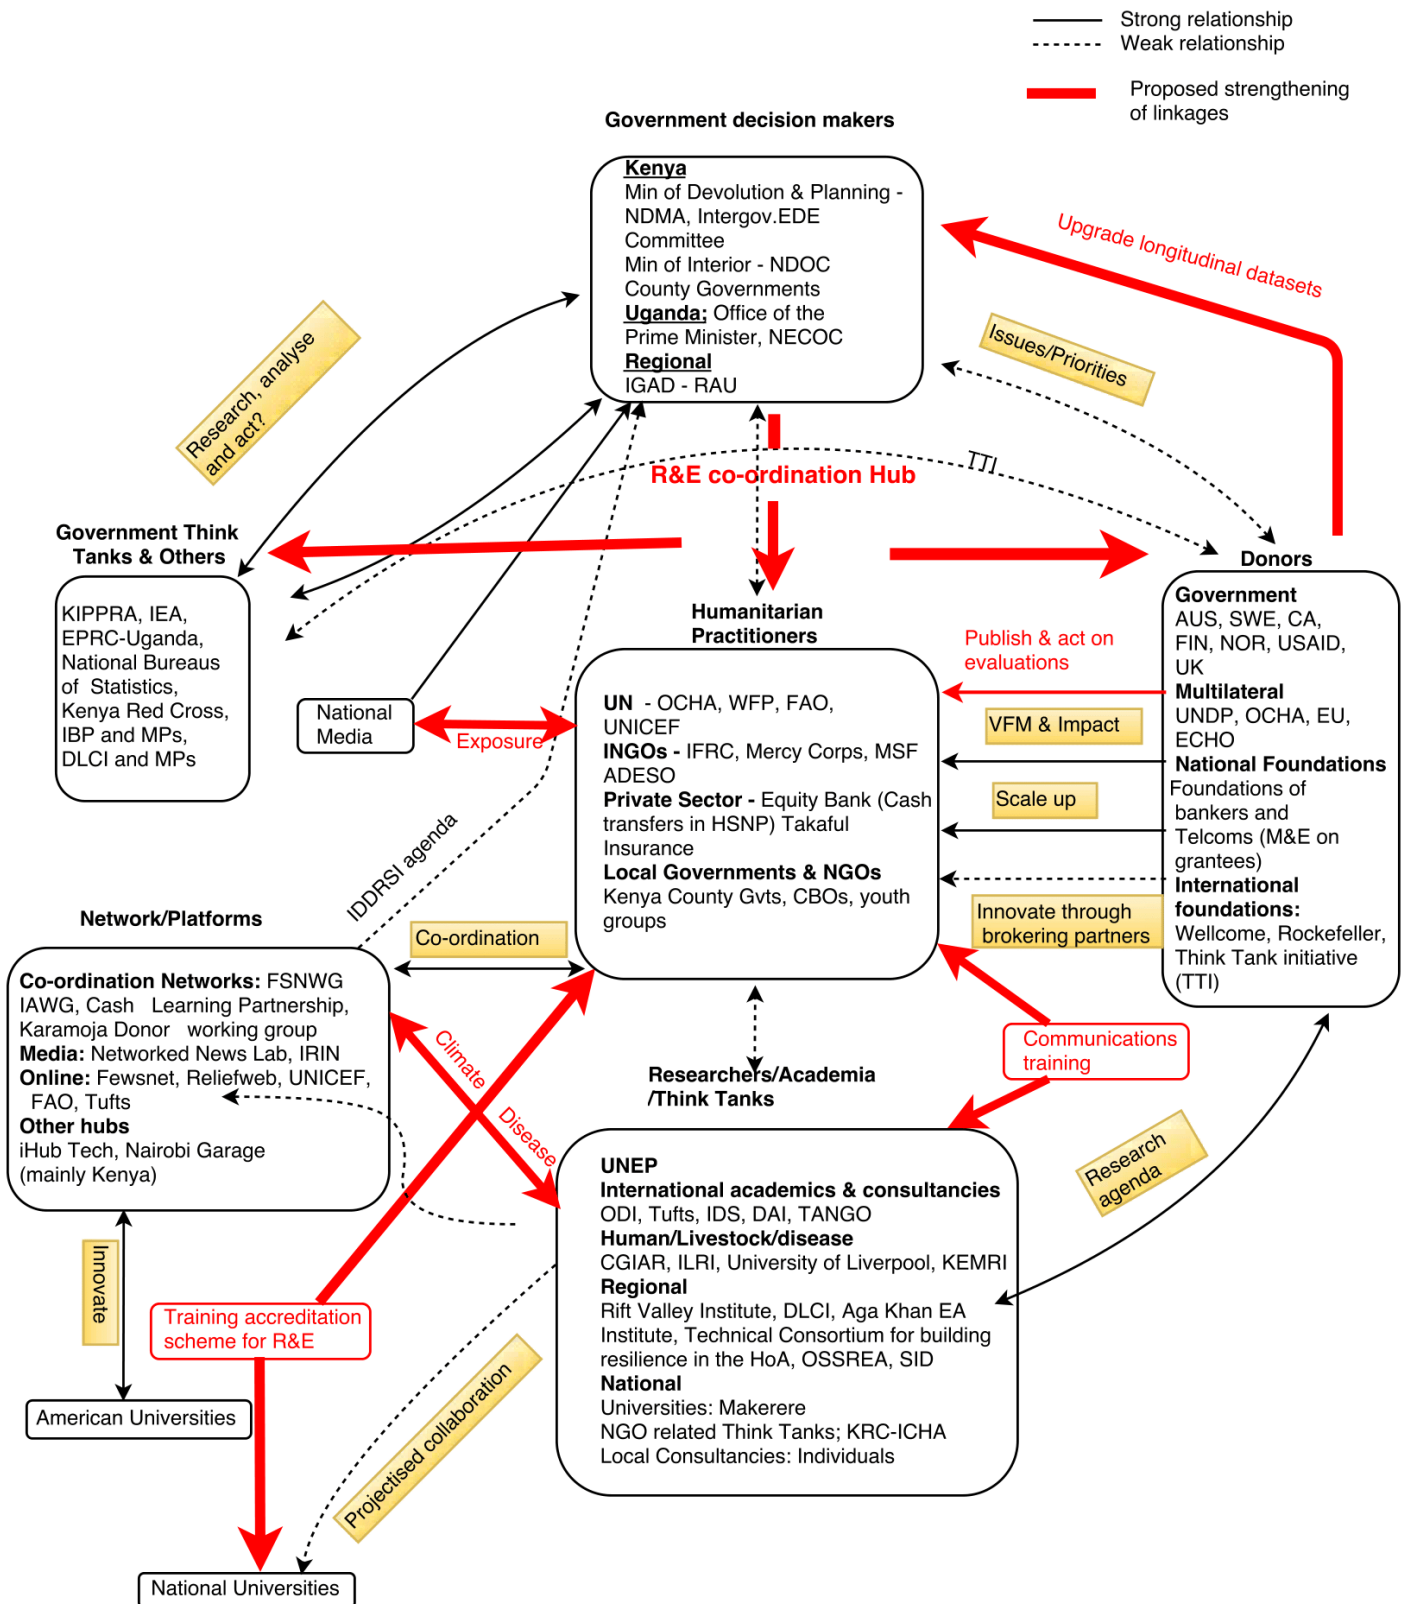 Strong relationship
Weak relationship
Proposed strengthening
of linkages
Government decision makers
Kenya
Min of Devolution & Planning -
NDMA, Intergov.EDE
Committee
Min of Interior - NDOC
County Governments
Uganda: Office of the
Prime Minister, NECOC
Regional
IGAD - RAU
Upgrade longitudinal datasets
Issues/Priorities
Research, analyse
and act?
TTI
R&E co-ordination Hub
Government Think
Tanks & Others
KIPPRA, IEA,
EPRC-Uganda,
National Bureaus
of Statistics,
Kenya Red Cross,
IBP and MPs,
DLCI and MPs
National
Media
Exposure
Humanitarian
Practitioners
UN - OCHA, WFP, FAO,
UNICEF
INGOs - IFRC, Mercy Corps, MSF
ADESO
Private Sector - Equity Bank (Cash
transfers in HSNP) Takaful
Insurance
Local Governments & NGOs
Kenya County Gvts, CBOs, youth
groups
Publish & act on
evaluations
VFM & Impact
Scale up
Innovate through
brokering partners
Donors
Government
AUS, SWE, CA,
FIN, NOR, USAID,
UK
Multilateral
UNDP, OCHA, EU,
ECHO
National Foundations
Foundations of
bankers and
Telcoms (M&E on
grantees)
International
foundations:
Wellcome, Rockefeller,
Think Tank initiative
(TTI)
IDDRSI agenda
Network/Platforms
Co-ordination
Co-ordination Networks: FSNWG
IAWG, Cash Learning Partnership,
Karamoja Donor working group
Media: Networked News Lab, IRIN
Online: Fewsnet, Reliefweb, UNICEF,
FAO, Tufts
Other hubs
iHub Tech, Nairobi Garage
(mainly Kenya)
Climate
Disease
Communications
training
Researchers/Academia
/Think Tanks
UNEP
International academics & consultancies
ODI, Tufts, IDS, DAI, TANGO
Human/Livestock/disease
CGIAR, ILRI, University of Liverpool, KEMRI
Regional
Rift Valley Institute, DLCI, Aga Khan EA
Institute, Technical Consortium for building
resilience in the HoA, OSSREA, SID
National
Universities: Makerere
NGO related Think Tanks; KRC-ICHA
Local Consultancies: Individuals
Research
agenda
Innovate
Training accreditation
scheme for R&E
American Universities
Projectised collaboration
National Universities